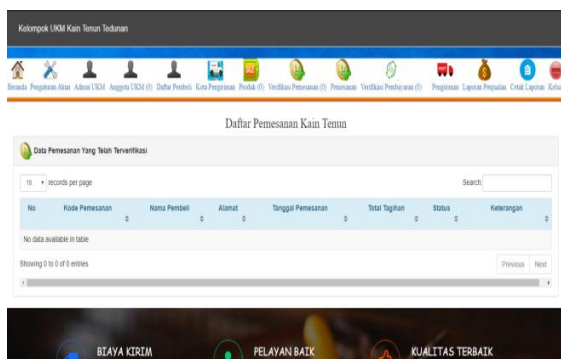 Kelompok UKM Kain Tenun Tedunan
Beranda Pengaturan Akun Admin UKM Anggota UKM (0) Daftar Pembeli Kota Pengiriman Produk (0) Verifikasi Pemesanan (0) Pemesanan Verifikasi Pembayaran (0) Pengiriman Laporan Penjualan Cetak Laporan Kelua
Daftar Pemesanan Kain Tenun
Data Pemesanan Yang Telah Terverifikasi
10 records per page Search:
No Kode Pemesanan Nama Pembeli Alamat Tanggal Pemesanan Total Tagihan Status Keterangan
No data available in table
Showing 0 to 0 of 0 entries Previous Next
BIAYA KIRIM PELAYAN BAIK KUALITAS TERBAIK